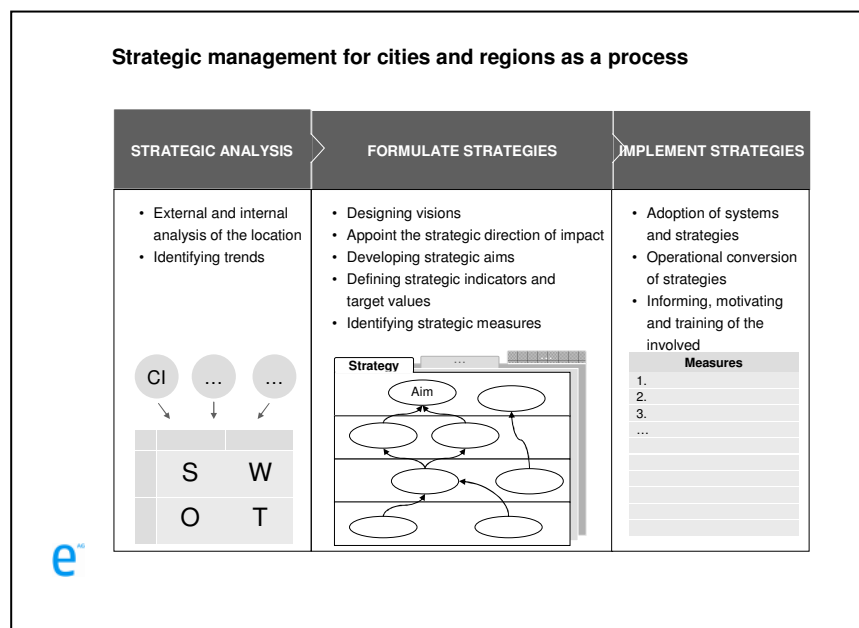 Strategic management for cities and regions as a process
STRATEGIC ANALYSIS
FORMULATE STRATEGIES
IMPLEMENT STRATEGIES
• External and internal
analysis of the location
• Identifying trends
CI
...
...
S W
O T
• Designing visions
• Appoint the strategic direction of impact
• Developing strategic aims
• Defining strategic indicators and
target values
• Identifying strategic measures
Strategy
...
...
Aim
• Adoption of systems
and strategies
• Operational conversion
of strategies
• Informing, motivating
and training of the
involved
Measures
1.
2.
3.
...
e AG